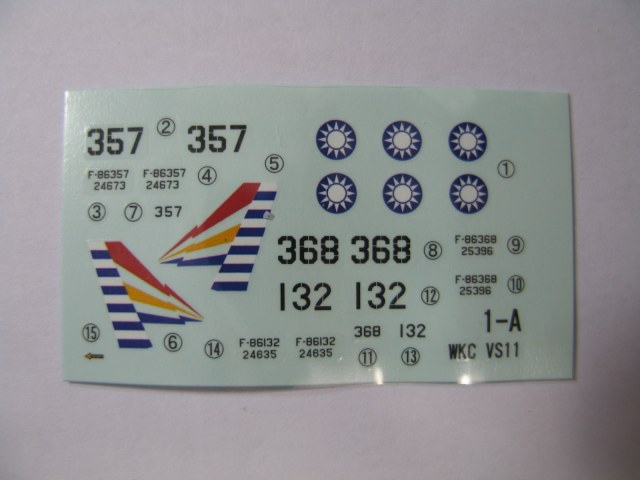 357 ② 357
①
F-86357 F-86357 ④ ⑤
24673 24673
③ ⑦ 357
368 368 ⑧ F-86368 ⑨
25396
132 132 ⑫ F-86368 ⑩
25396
⑮ ⑥ ⑭ F-86132 F-86132 368 132 1-A
24635 24635 ⑪ ⑬ WKC VS11